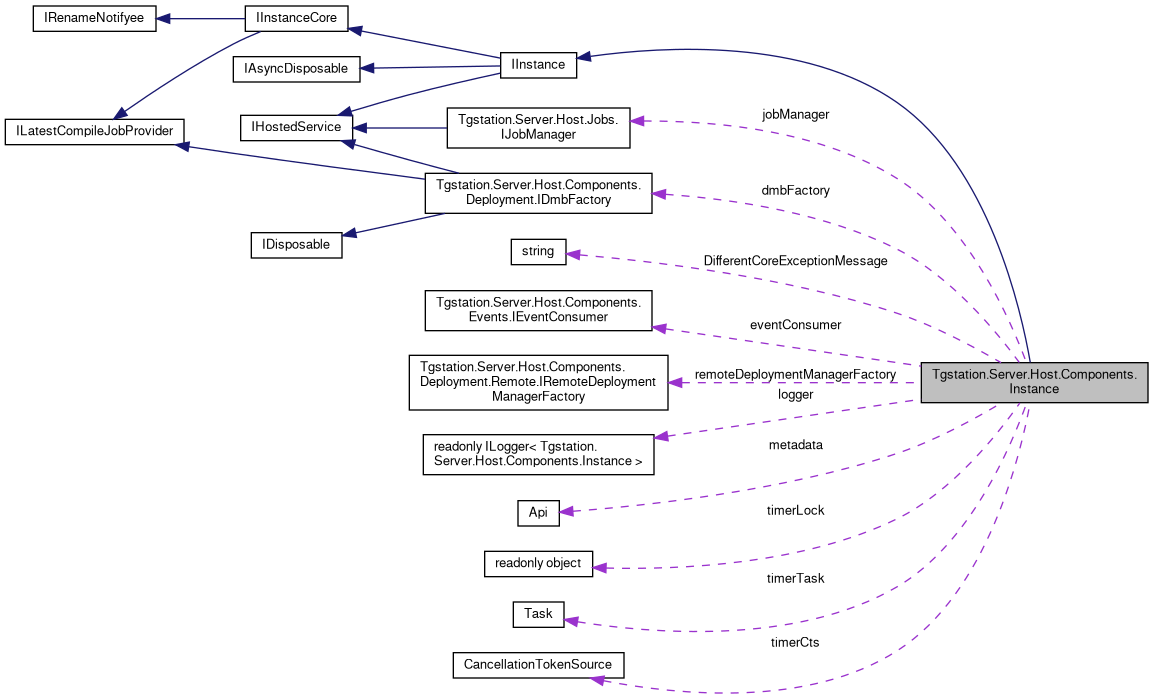 IRenameNotifyee
IInstanceCore
IInstance
IAsyncDisposable
ILatestCompileJobProvider
IHostedService
Tgstation.Server.Host.Jobs.
IJobManager
jobManager
Tgstation.Server.Host.Components.
Deployment.IDmbFactory
dmbFactory
IDisposable
string
DifferentCoreExceptionMessage
Tgstation.Server.Host.Components.
Events.IEventConsumer
eventConsumer
Tgstation.Server.Host.Components.
Deployment.Remote.IRemoteDeployment
ManagerFactory
remoteDeploymentManagerFactory
Tgstation.Server.Host.Components.
Instance
logger
readonly ILogger< Tgstation.
Server.Host.Components.Instance >
metadata
Api
timerLock
readonly object
timerTask
Task
timerCts
CancellationTokenSource